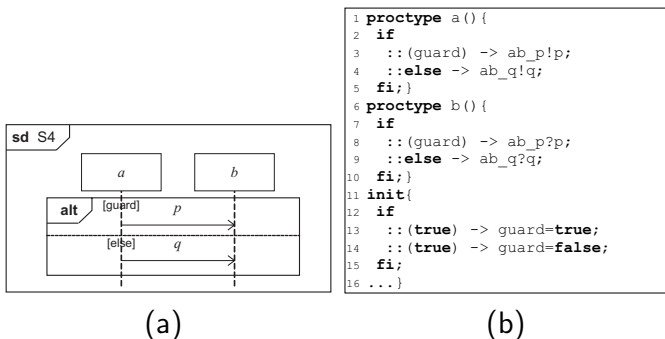 sd S4
a b
alt [guard] p
[else] q
(a)
1 proctype a(){
2 if
3 ::(guard) -> ab_p!p;
4 ::else -> ab_q!q;
5 fi;}
6 proctype b(){
7 if
8 ::(guard) -> ab_p?p;
9 ::else -> ab_q?q;
10 fi;}
11 init{
12 if
13 ::(true) -> guard=true;
14 ::(true) -> guard=false;
15 fi;
16 ...}
(b)